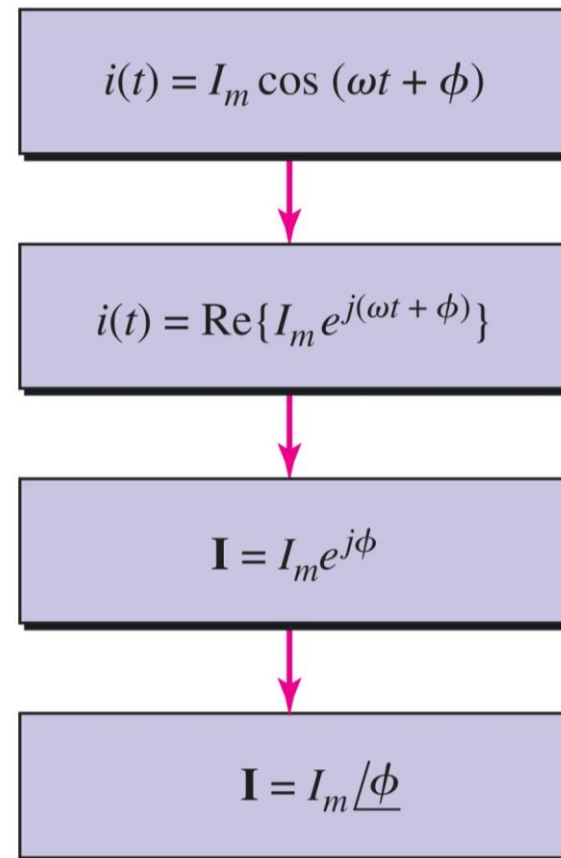 i(t) = I_m cos (ωt + ϕ)
i(t) = Re{I_m e^{j(ωt + ϕ)}}
𝐈 = I_m e^{jϕ}
𝐈 = I_m∠ϕ